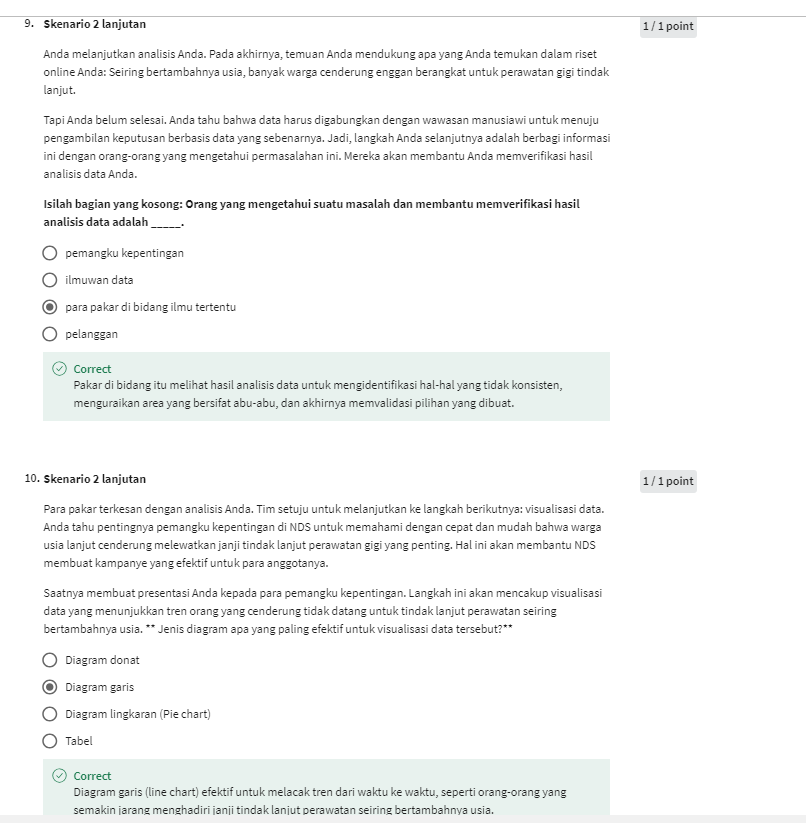 9. Skenario 2 lanjutan
1 / 1 point
Anda melanjutkan analisis Anda. Pada akhirnya, temuan Anda mendukung apa yang Anda temukan dalam riset
online Anda: Seiring bertambahnya usia, banyak warga cenderung enggan berangkat untuk perawatan gigi tindak
lanjut.
Tapi Anda belum selesai. Anda tahu bahwa data harus digabungkan dengan wawasan manusiawi untuk menuju
pengambilan keputusan berbasis data yang sebenarnya. Jadi, langkah Anda selanjutnya adalah berbagi informasi
ini dengan orang-orang yang mengetahui permasalahan ini. Mereka akan membantu Anda memverifikasi hasil
analisis data Anda.
Isilah bagian yang kosong: Orang yang mengetahui suatu masalah dan membantu memverifikasi hasil
analisis data adalah _____.
pemangku kepentingan
ilmuwan data
para pakar di bidang ilmu tertentu
pelanggan
Correct
Pakar di bidang itu melihat hasil analisis data untuk mengidentifikasi hal-hal yang tidak konsisten,
menguraikan area yang bersifat abu-abu, dan akhirnya memvalidasi pilihan yang dibuat.
10. Skenario 2 lanjutan
1 / 1 point
Para pakar terkesan dengan analisis Anda. Tim setuju untuk melanjutkan ke langkah berikutnya: visualisasi data.
Anda tahu pentingnya pemangku kepentingan di NDS untuk memahami dengan cepat dan mudah bahwa warga
usia lanjut cenderung melewatkan janji tindak lanjut perawatan gigi yang penting. Hal ini akan membantu NDS
membuat kampanye yang efektif untuk para anggotanya.
Saatnya membuat presentasi Anda kepada para pemangku kepentingan. Langkah ini akan mencakup visualisasi
data yang menunjukkan tren orang yang cenderung tidak datang untuk tindak lanjut perawatan seiring
bertambahnya usia. ** Jenis diagram apa yang paling efektif untuk visualisasi data tersebut?**
Diagram donat
Diagram garis
Diagram lingkaran (Pie chart)
Tabel
Correct
Diagram garis (line chart) efektif untuk melacak tren dari waktu ke waktu, seperti orang-orang yang
semakin jarang menghadiri janji tindak lanjut perawatan seiring bertambahnya usia.